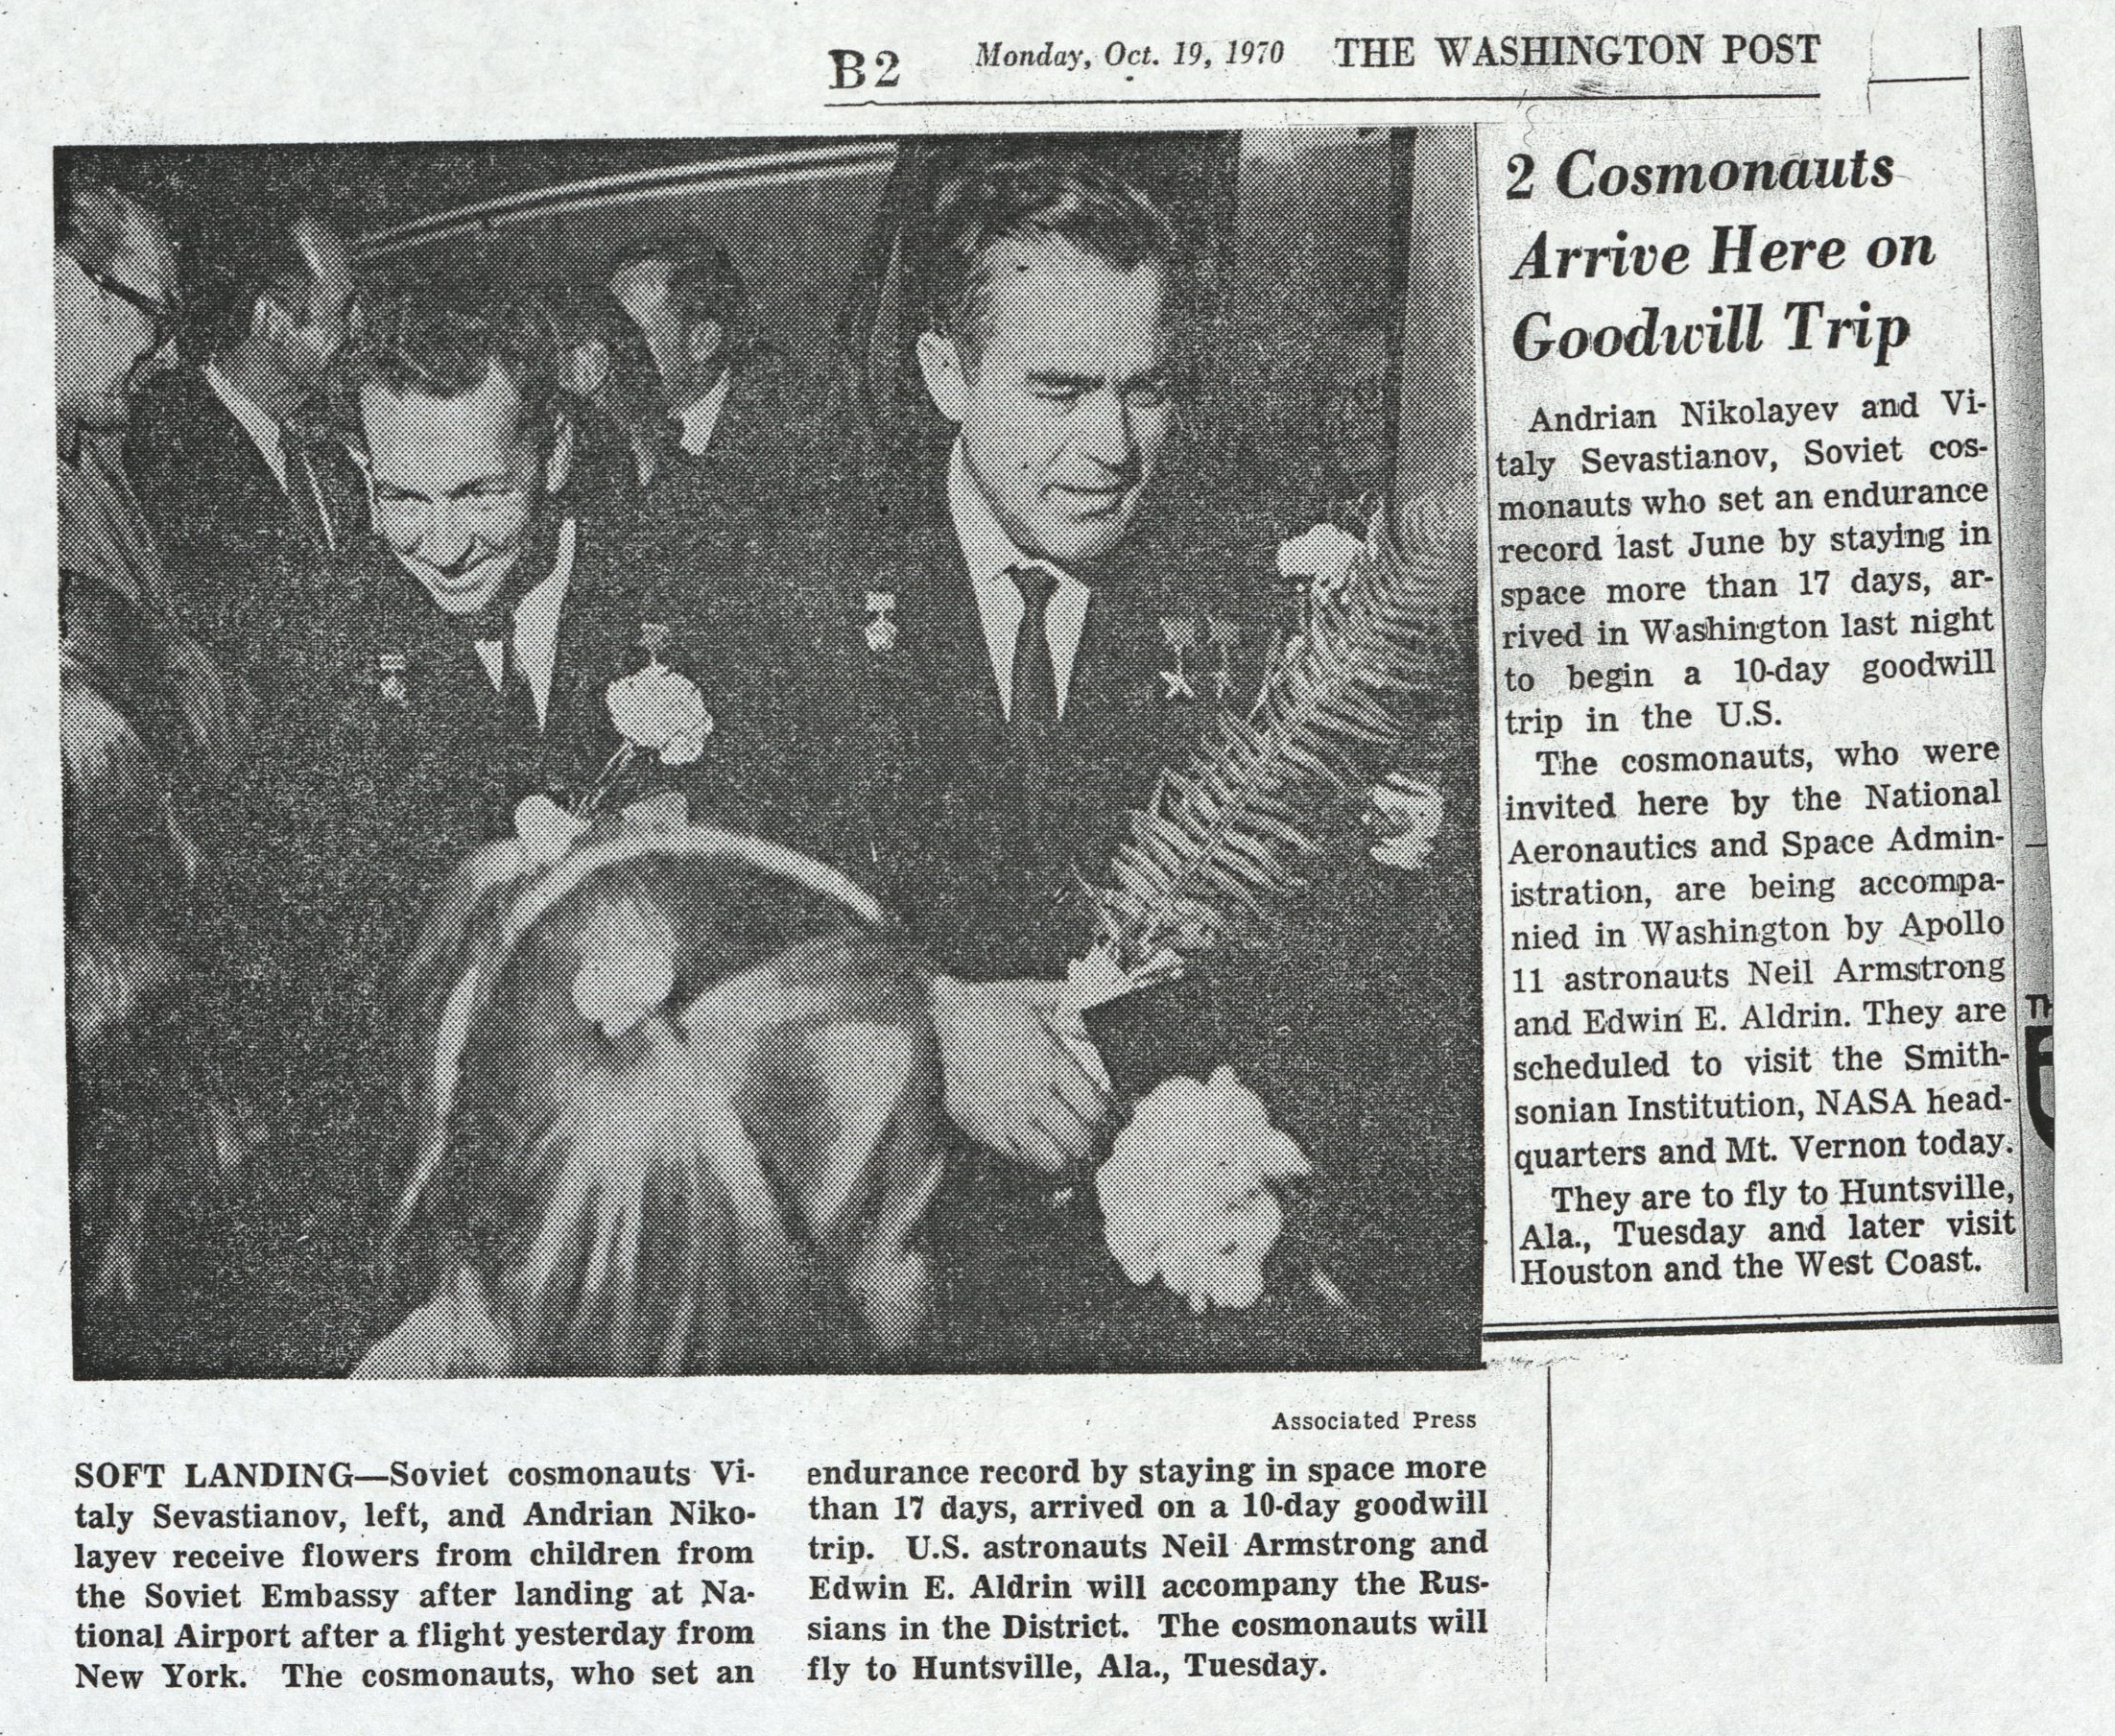 B2 Monday, Oct. 19, 1970 THE WASHINGTON POST
2 Cosmonauts
Arrive Here on
Goodwill Trip
Andrian Nikolayev and Vi-
taly Sevastianov, Soviet cos-
monauts who set an endurance
record last June by staying in
space more than 17 days, ar-
rived in Washington last night
to begin a 10-day goodwill
trip in the U.S.
The cosmonauts, who were
invited here by the National
Aeronautics and Space Admin-
istration, are being accompa-
nied in Washington by Apollo
11 astronauts Neil Armstrong
and Edwin E. Aldrin. They are
scheduled to visit the Smith-
sonian Institution, NASA head-
quarters and Mt. Vernon today.
They are to fly to Huntsville,
Ala., Tuesday and later visit
Houston and the West Coast.
Associated Press
SOFT LANDING—Soviet cosmonauts Vi-
taly Sevastianov, left, and Andrian Niko-
layev receive flowers from children from
the Soviet Embassy after landing at Na-
tional Airport after a flight yesterday from
New York. The cosmonauts, who set an
endurance record by staying in space more
than 17 days, arrived on a 10-day goodwill
trip. U.S. astronauts Neil Armstrong and
Edwin E. Aldrin will accompany the Rus-
sians in the District. The cosmonauts will
fly to Huntsville, Ala., Tuesday.